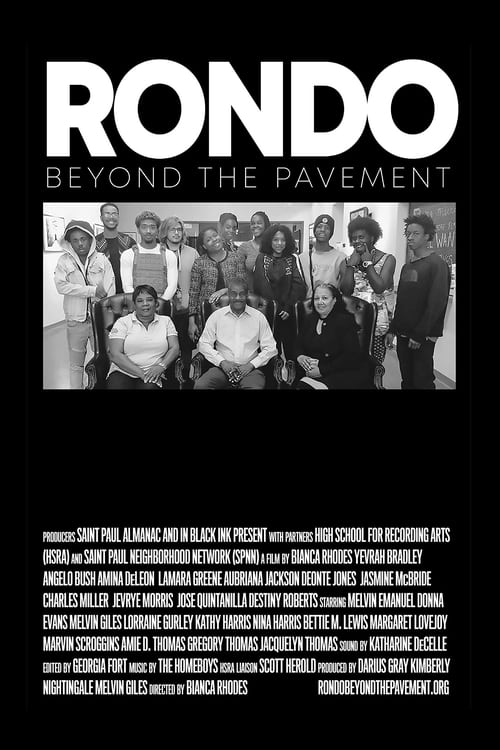 RONDO
BEYOND THE PAVEMENT
PRODUCERS SAINT PAUL ALMANAC AND IN BLACK INK PRESENT WITH PARTNERS HIGH SCHOOL FOR RECORDING ARTS
(HSRA) AND SAINT PAUL NEIGHBORHOOD NETWORK (SPNN) A FILM BY BIANCA RHODES YEVRAH BRADLEY
ANGELO BUSH AMINA DeLEON LAMARA GREENE AUBRIANA JACKSON DEONTE JONES JASMINE McBRIDE
CHARLES MILLER JEVRYE MORRIS JOSE QUINTANILLA DESTINY ROBERTS STARRING MELVIN EMANUEL DONNA
EVANS MELVIN GILES LORRAINE GURLEY KATHY HARRIS NINA HARRIS BETTIE M. LEWIS MARGARET LOVEJOY
MARVIN SCROGGINS AMIE D. THOMAS GREGORY THOMAS JACQUELYN THOMAS SOUND BY KATHARINE DeCELLE
EDITED BY GEORGIA FORT MUSIC BY THE HOMEBOYS HSRA LIAISON SCOTT HEROLD PRODUCED BY DARIUS GRAY KIMBERLY
NIGHTINGALE MELVIN GILES DIRECTED BY BIANCA RHODES RONDOBEYONDTHEPAVEMENT.ORG